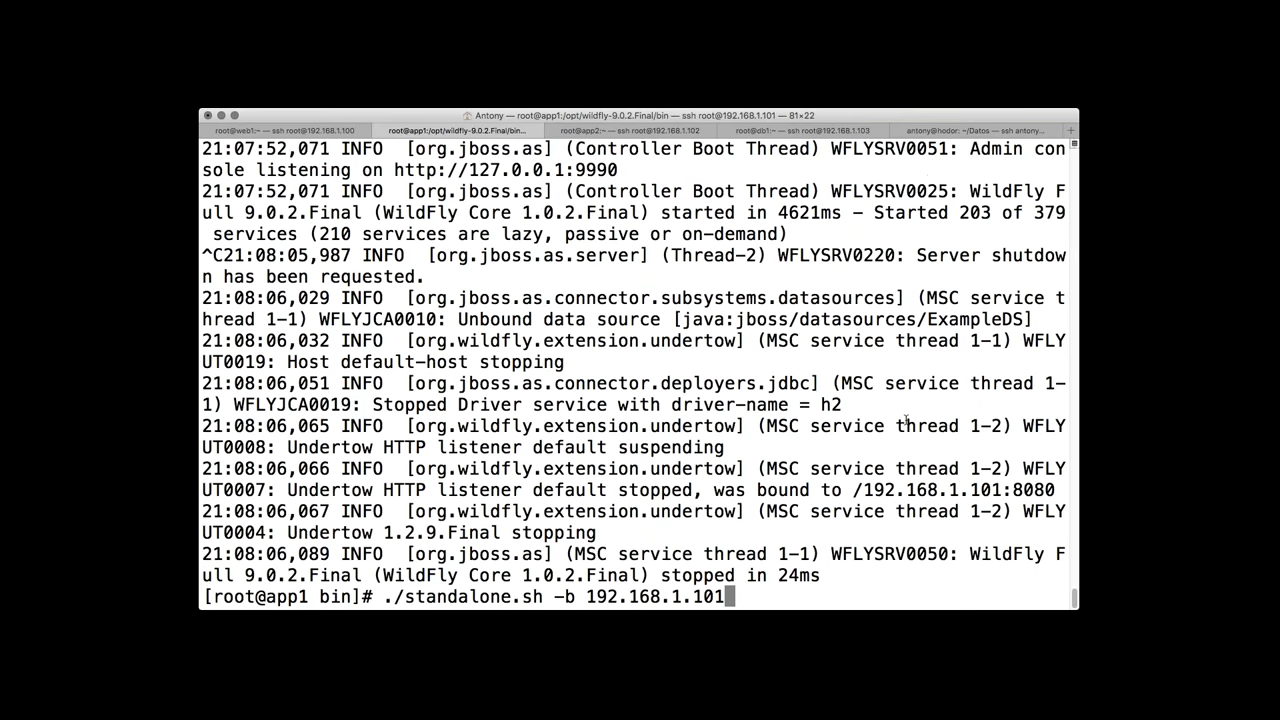 Antony — root@app1:/opt/wildfly-9.0.2.Final/bin — ssh root@192.168.1.101 — 81×22
root@web1:~ — ssh root@192.168.1.100
root@app1:/opt/wildfly-9.0.2.Final/bin...
root@app2:~ — ssh root@192.168.1.102
root@db1:~ — ssh root@192.168.1.103
antony@hodor: ~/Datos — ssh antony...
+
21:07:52,071 INFO  [org.jboss.as] (Controller Boot Thread) WFLYSRV0051: Admin con
sole listening on http://127.0.0.1:9990
21:07:52,071 INFO  [org.jboss.as] (Controller Boot Thread) WFLYSRV0025: WildFly F
ull 9.0.2.Final (WildFly Core 1.0.2.Final) started in 4621ms - Started 203 of 379
 services (210 services are lazy, passive or on-demand)
^C21:08:05,987 INFO  [org.jboss.as.server] (Thread-2) WFLYSRV0220: Server shutdow
n has been requested.
21:08:06,029 INFO  [org.jboss.as.connector.subsystems.datasources] (MSC service t
hread 1-1) WFLYJCA0010: Unbound data source [java:jboss/datasources/ExampleDS]
21:08:06,032 INFO  [org.wildfly.extension.undertow] (MSC service thread 1-1) WFLY
UT0019: Host default-host stopping
21:08:06,051 INFO  [org.jboss.as.connector.deployers.jdbc] (MSC service thread 1-
1) WFLYJCA0019: Stopped Driver service with driver-name = h2
21:08:06,065 INFO  [org.wildfly.extension.undertow] (MSC service thread 1-2) WFLY
UT0008: Undertow HTTP listener default suspending
21:08:06,066 INFO  [org.wildfly.extension.undertow] (MSC service thread 1-2) WFLY
UT0007: Undertow HTTP listener default stopped, was bound to /192.168.1.101:8080
21:08:06,067 INFO  [org.wildfly.extension.undertow] (MSC service thread 1-2) WFLY
UT0004: Undertow 1.2.9.Final stopping
21:08:06,089 INFO  [org.jboss.as] (MSC service thread 1-1) WFLYSRV0050: WildFly F
ull 9.0.2.Final (WildFly Core 1.0.2.Final) stopped in 24ms
[root@app1 bin]# ./standalone.sh -b 192.168.1.101